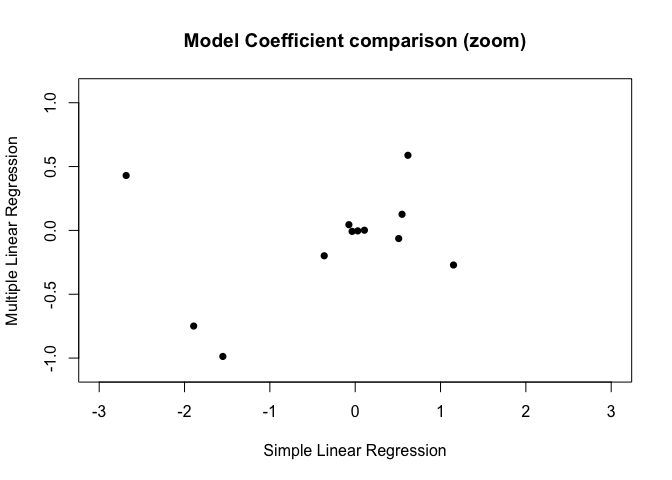 Model Coefficient comparison (zoom)
Multiple Linear Regression
1.0
0.5
0.0
-0.5
-1.0
-3 -2 -1 0 1 2 3
Simple Linear Regression